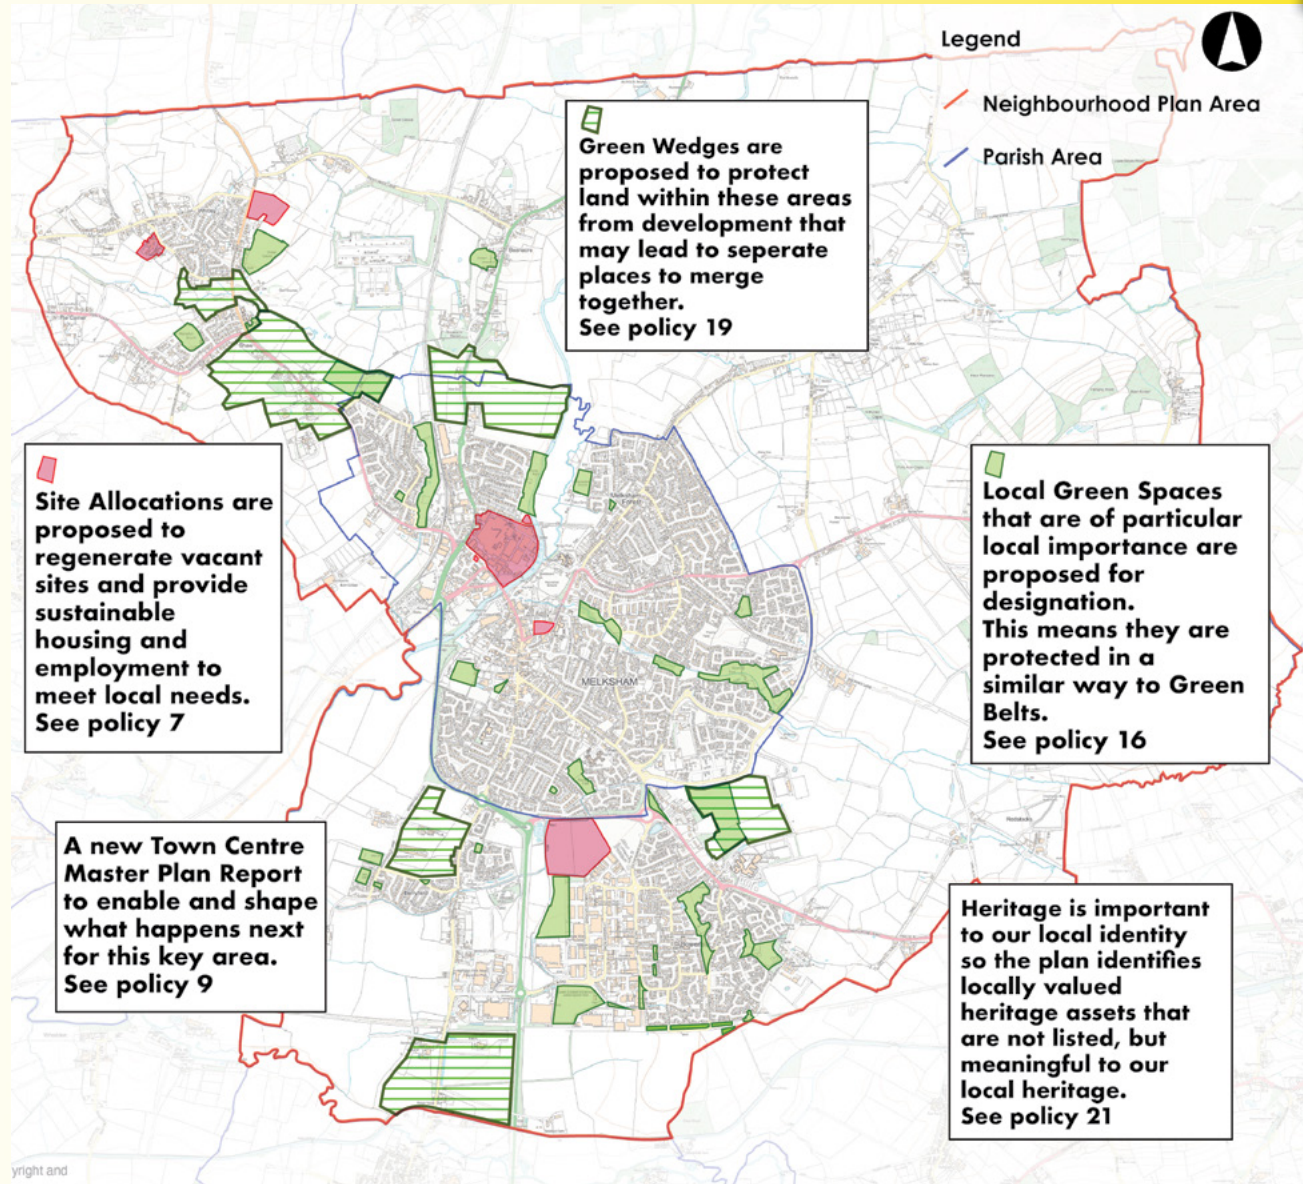 Legend
Neighbourhood Plan Area
Parish Area
Green Wedges are
proposed to protect
land within these areas
from development that
may lead to seperate
places to merge
together.
See policy 19
Site Allocations are
proposed to
regenerate vacant
sites and provide
sustainable
housing and
employment to
meet local needs.
See policy 7
Local Green Spaces
that are of particular
local importance are
proposed for
designation.
This means they are
protected in a
similar way to Green
Belts.
See policy 16
MELKSHAM
A new Town Centre
Master Plan Report
to enable and shape
what happens next
for this key area.
See policy 9
Heritage is important
to our local identity
so the plan identifies
locally valued
heritage assets that
are not listed, but
meaningful to our
local heritage.
See policy 21
yright and